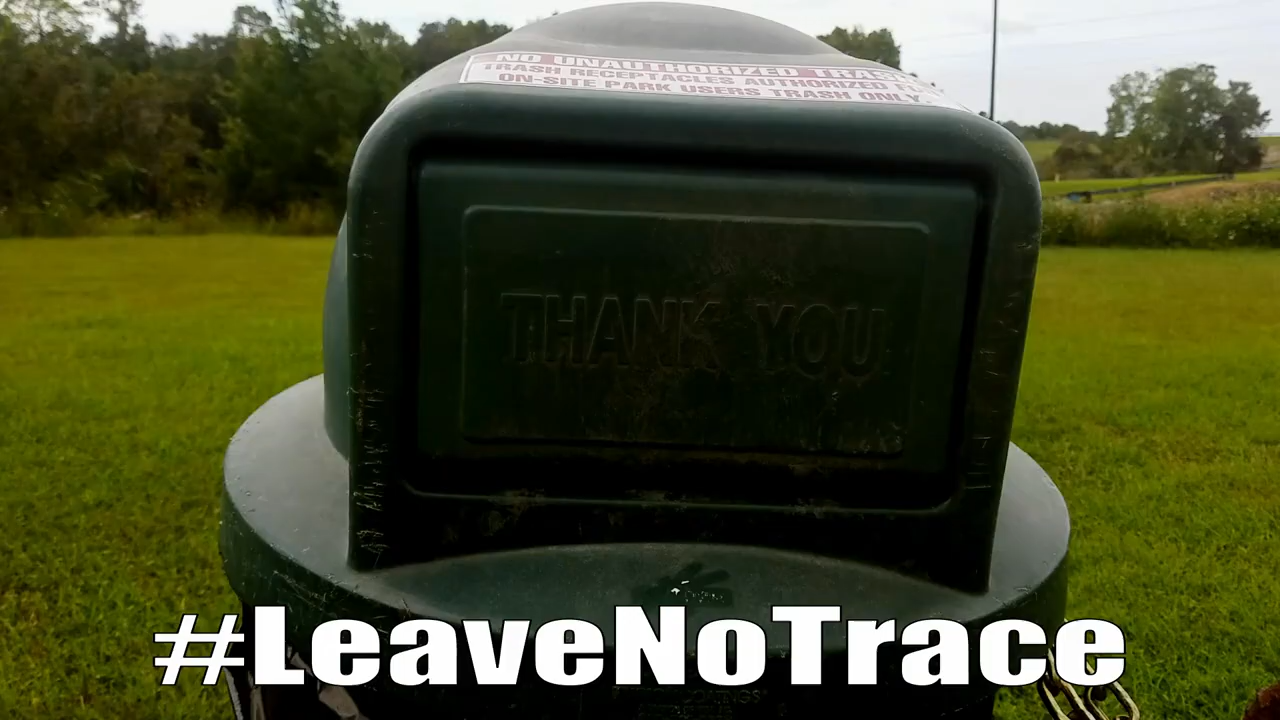 NO UNAUTHORIZED TRASH
TRASH RECEPTACLES AUTHORIZED FOR
ON-SITE PARK USERS TRASH ONLY.
THANK YOU
#LeaveNoTrace